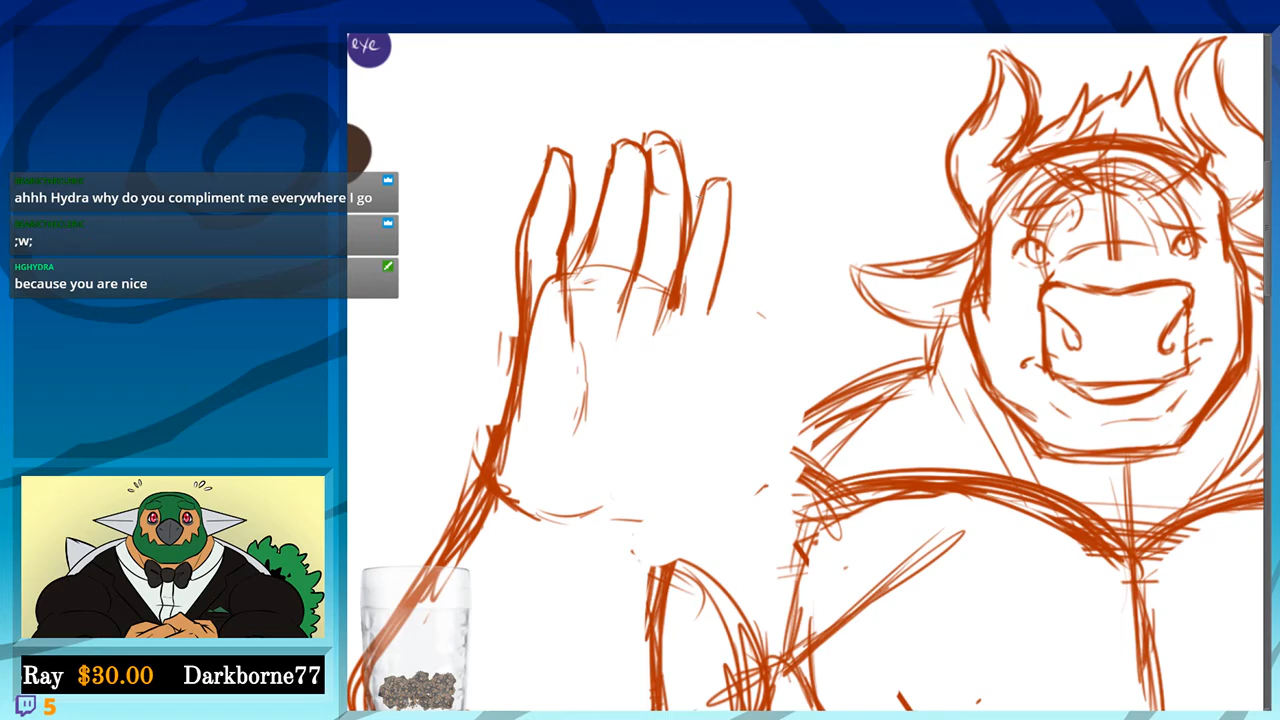 eye
ahhh Hydra why do you compliment me everywhere I go
;w;
HGHYDRA
because you are nice
Ray $30.00 Darkborne77
5